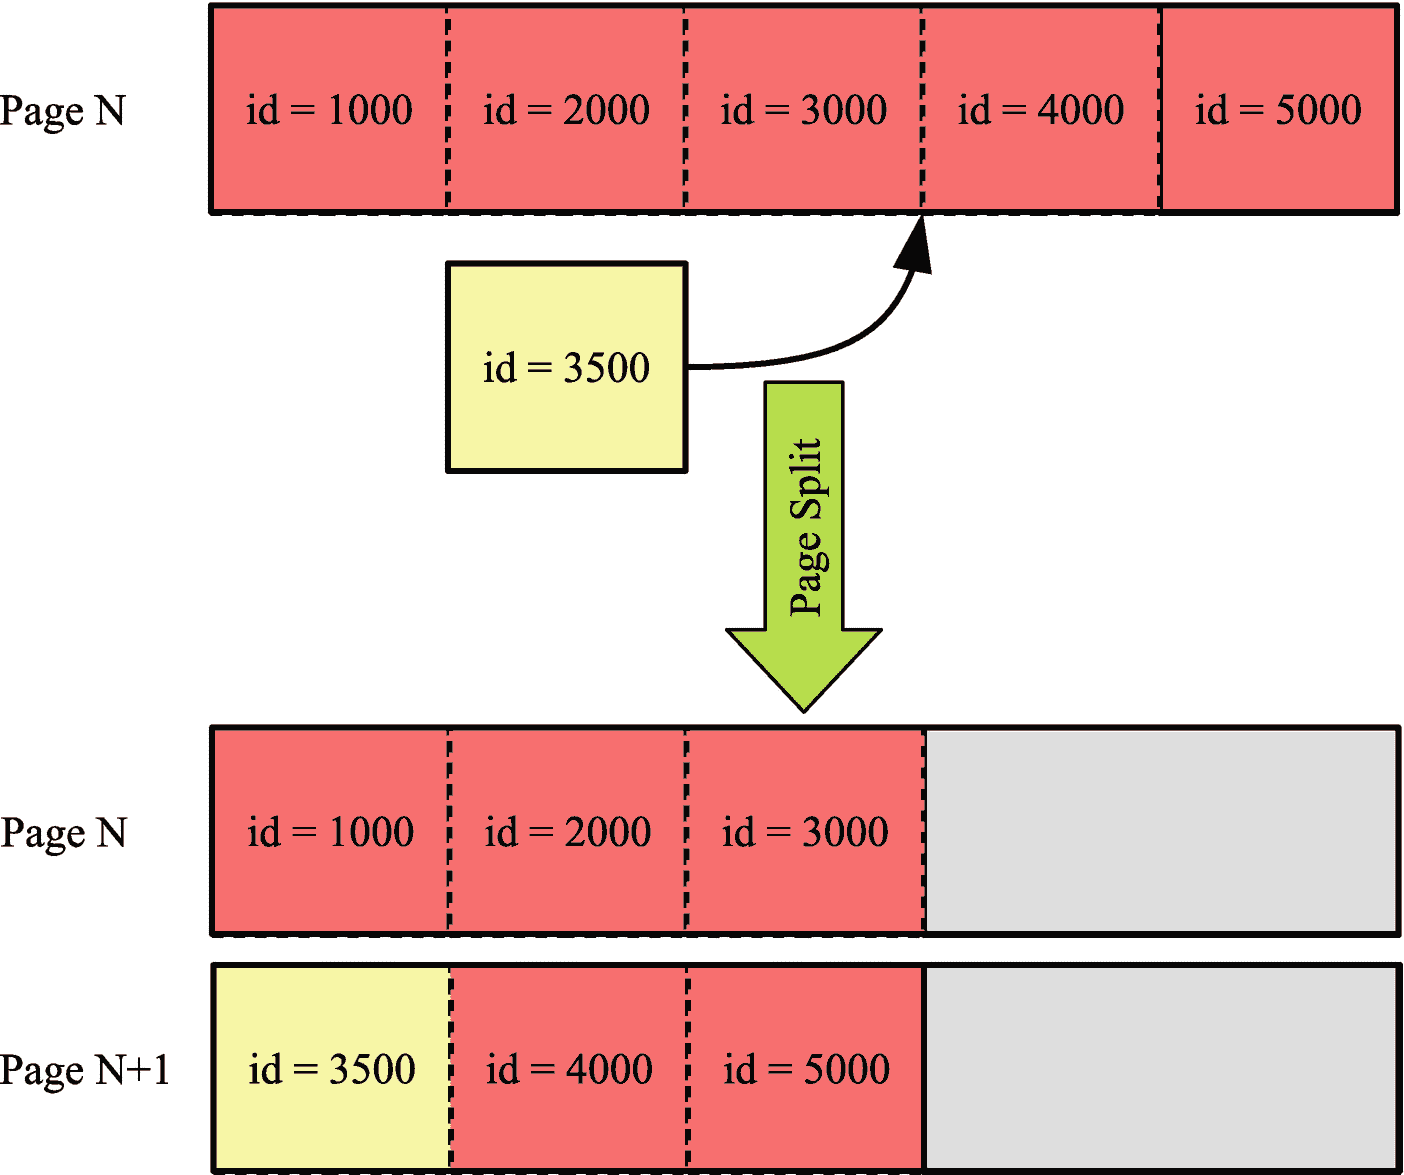 Page N
id = 1000
id = 2000
id = 3000
id = 4000
id = 5000
id = 3500
Page Split
Page N
id = 1000
id = 2000
id = 3000
Page N+1
id = 3500
id = 4000
id = 5000